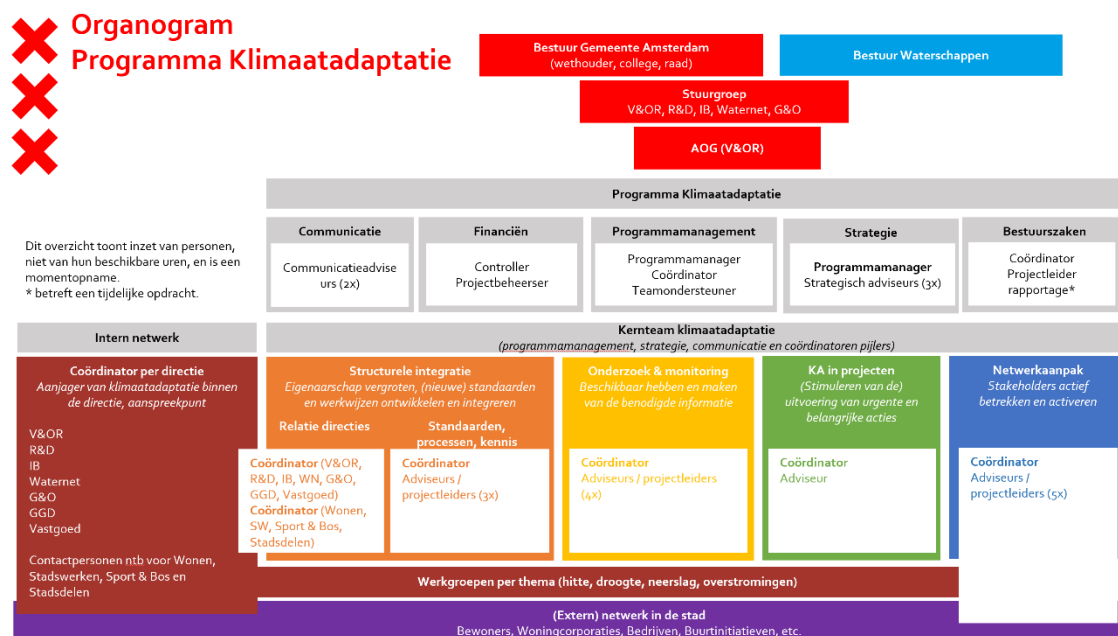 Organogram
Programma Klimaatadaptatie
Bestuur Gemeente Amsterdam
(wethouder, college, raad)
Bestuur Waterschappen
Stuurgroep
V&OR, R&D, IB, Waternet, G&O
AOG (V&OR)
Dit overzicht toont inzet van personen,
niet van hun beschikbare uren, en is een
momentopname.
* betreft een tijdelijke opdracht.
Programma Klimaatadaptatie
Communicatie
Communicatieadvise
urs (2x)
Financiën
Controller
Projectbeheerser
Programmamanagement
Programmamanager
Coördinator
Teamondersteuner
Strategie
Programmamanager
Strategisch adviseurs (3x)
Bestuurszaken
Coördinator
Projectleider
rapportage*
Intern netwerk
Kernteam klimaatadaptatie
(programmamanagement, strategie, communicatie en coördinatoren pijlers)
Coördinator per directie
Aanjager van klimaatadaptatie binnen
de directie, aanspreekpunt
V&OR
R&D
IB
Waternet
G&O
GGD
Vastgoed
Contactpersonen ntb voor Wonen,
Stadswerken, Sport & Bos en
Stadsdelen
Structurele integratie
Eigenaarschap vergroten, (nieuwe) standaarden
en werkwijzen ontwikkelen en integreren
Relatie directies
Coördinator (V&OR,
R&D, IB, WN, G&O,
GGD, Vastgoed)
Coördinator (Wonen,
SW, Sport & Bos,
Stadsdelen)
Standaarden,
processen, kennis
Coördinator
Adviseurs /
projectleiders (3x)
Onderzoek & monitoring
Beschikbaar hebben en maken
van de benodigde informatie
Coördinator
Adviseurs / projectleiders
(4x)
KA in projecten
(Stimuleren van de)
uitvoering van urgente en
belangrijke acties
Coördinator
Adviseur
Netwerkaanpak
Stakeholders actief
betrekken en activeren
Coördinator
Adviseurs /
projectleiders (5x)
Werkgroepen per thema (hitte, droogte, neerslag, overstromingen)
(Extern) netwerk in de stad
Bewoners, Woningcorporaties, Bedrijven, Buurtinitiatieven, etc.